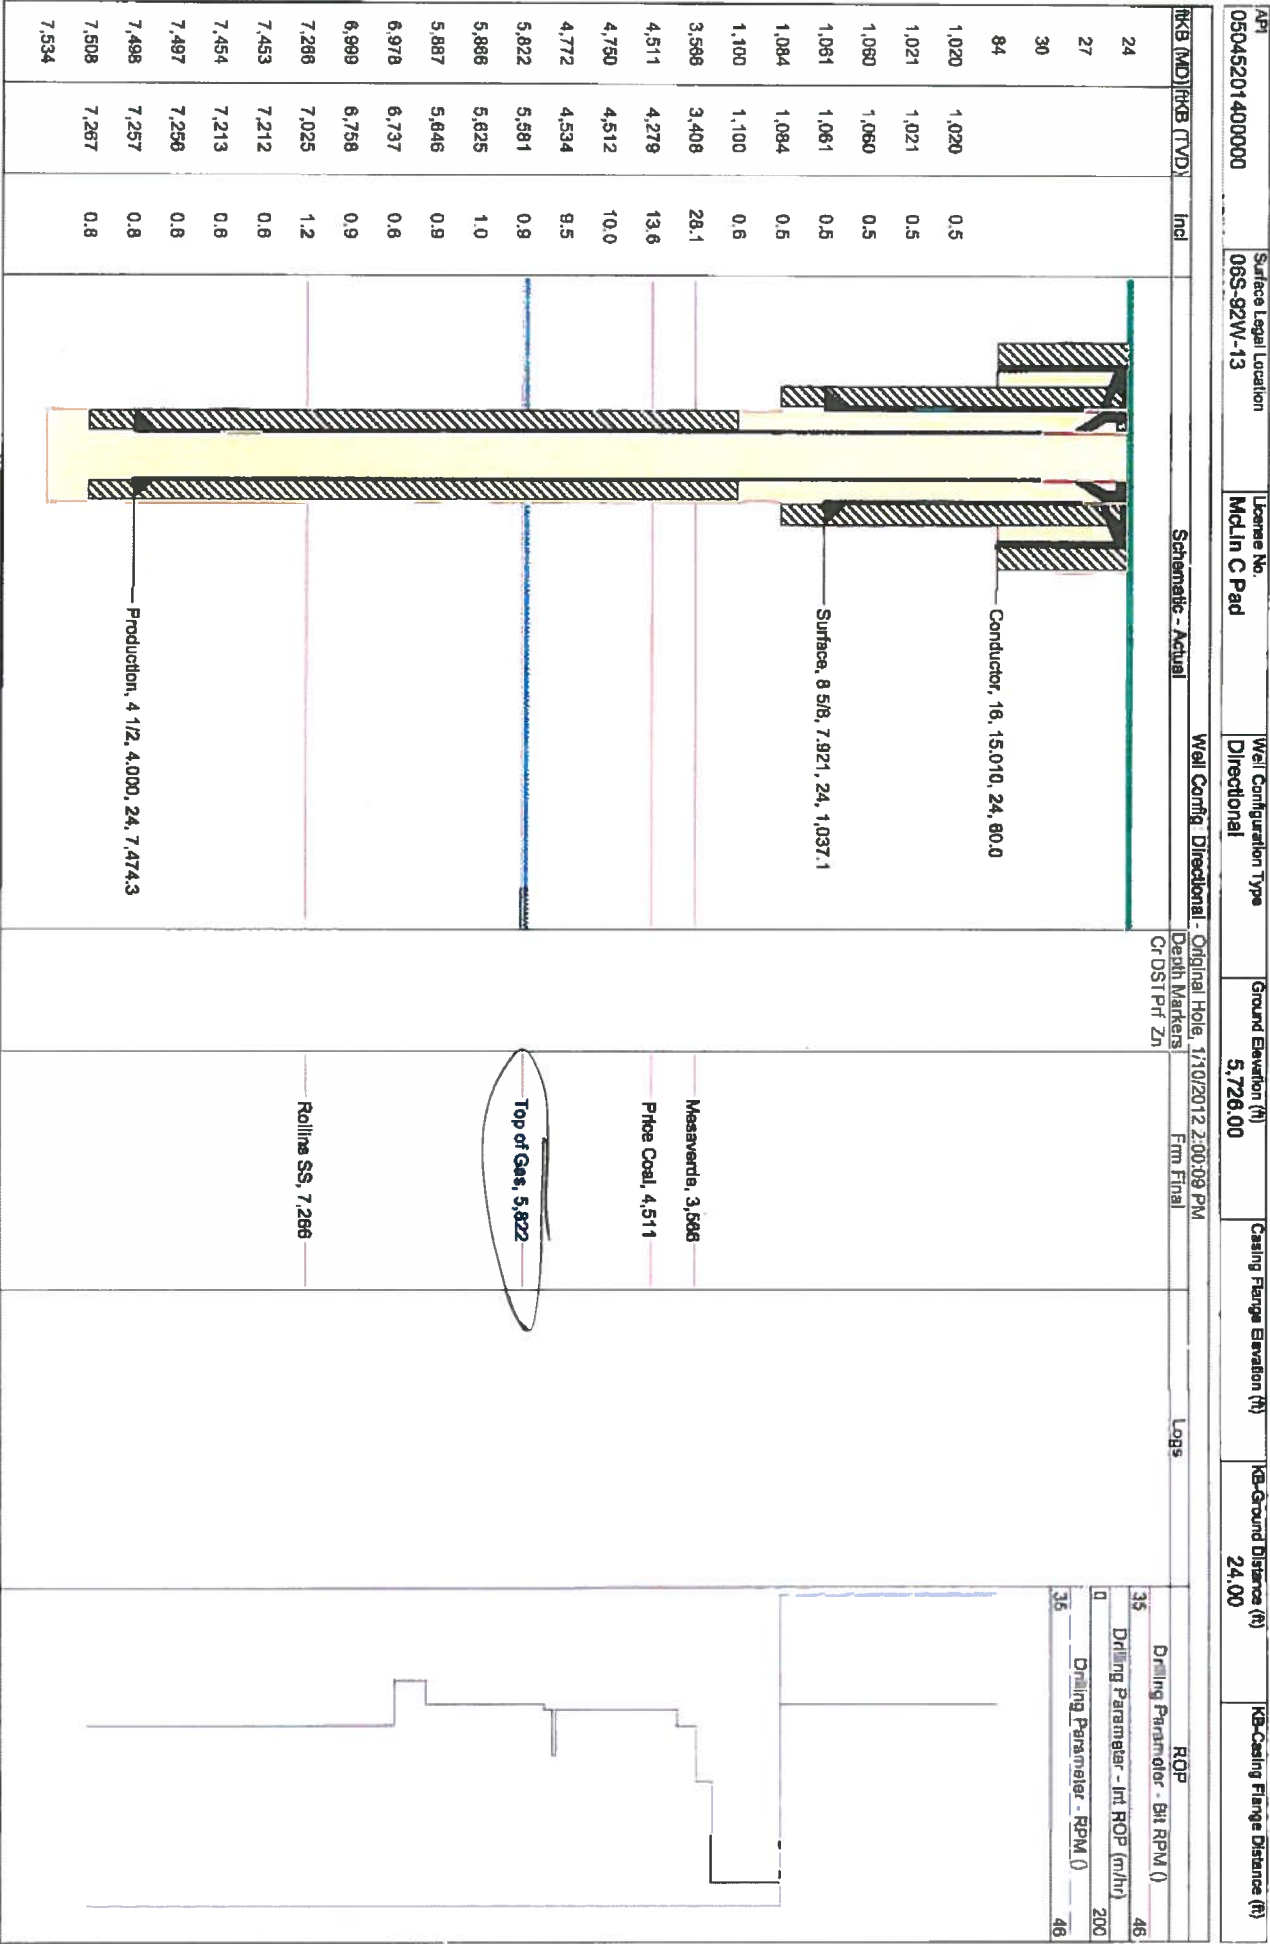 API
05045201400000
Surface Legal Location
06S-92W-13
License No.
McLin C Pad
Well Configuration Type
Directional
Ground Elevation (ft)
5,726.00
Casing Flange Elevation (ft)
KB-Ground Distance (ft)
24.00
KB-Casing Flange Distance (ft)
Well Config: Directional - Original Hole, 1/10/2012 2:00:09 PM
ftKB (MD) ftKB (TVD) Incl
Schematic - Actual
Depth Markers
Cr DST Prf Zn
Frm Final
Logs
ROP
Drilling Parameter - Bit RPM ()
35 46
Drilling Parameter - Int ROP (m/hr)
0 200
Drilling Parameter - RPM ()
35 46
24
27
30
84
1,020 1,020 0.5
1,021 1,021 0.5
1,060 1,060 0.5
1,061 1,061 0.5
1,084 1,084 0.5
1,100 1,100 0.6
3,568 3,408 28.1
4,511 4,279 13.6
4,750 4,512 10.0
4,772 4,534 9.5
5,822 5,581 0.9
5,866 5,625 1.0
5,887 5,646 0.9
6,978 6,737 0.6
6,999 6,758 0.9
7,266 7,025 1.2
7,453 7,212 0.8
7,454 7,213 0.8
7,497 7,256 0.8
7,498 7,257 0.8
7,508 7,267 0.8
7,534
Conductor, 16, 15.010, 24, 60.0
Surface, 8 5/8, 7.921, 24, 1,037.1
Production, 4 1/2, 4.000, 24, 7,474.3
Mesaverde, 3,568
Price Coal, 4,511
Top of Gas, 5,822
Rollins SS, 7,266